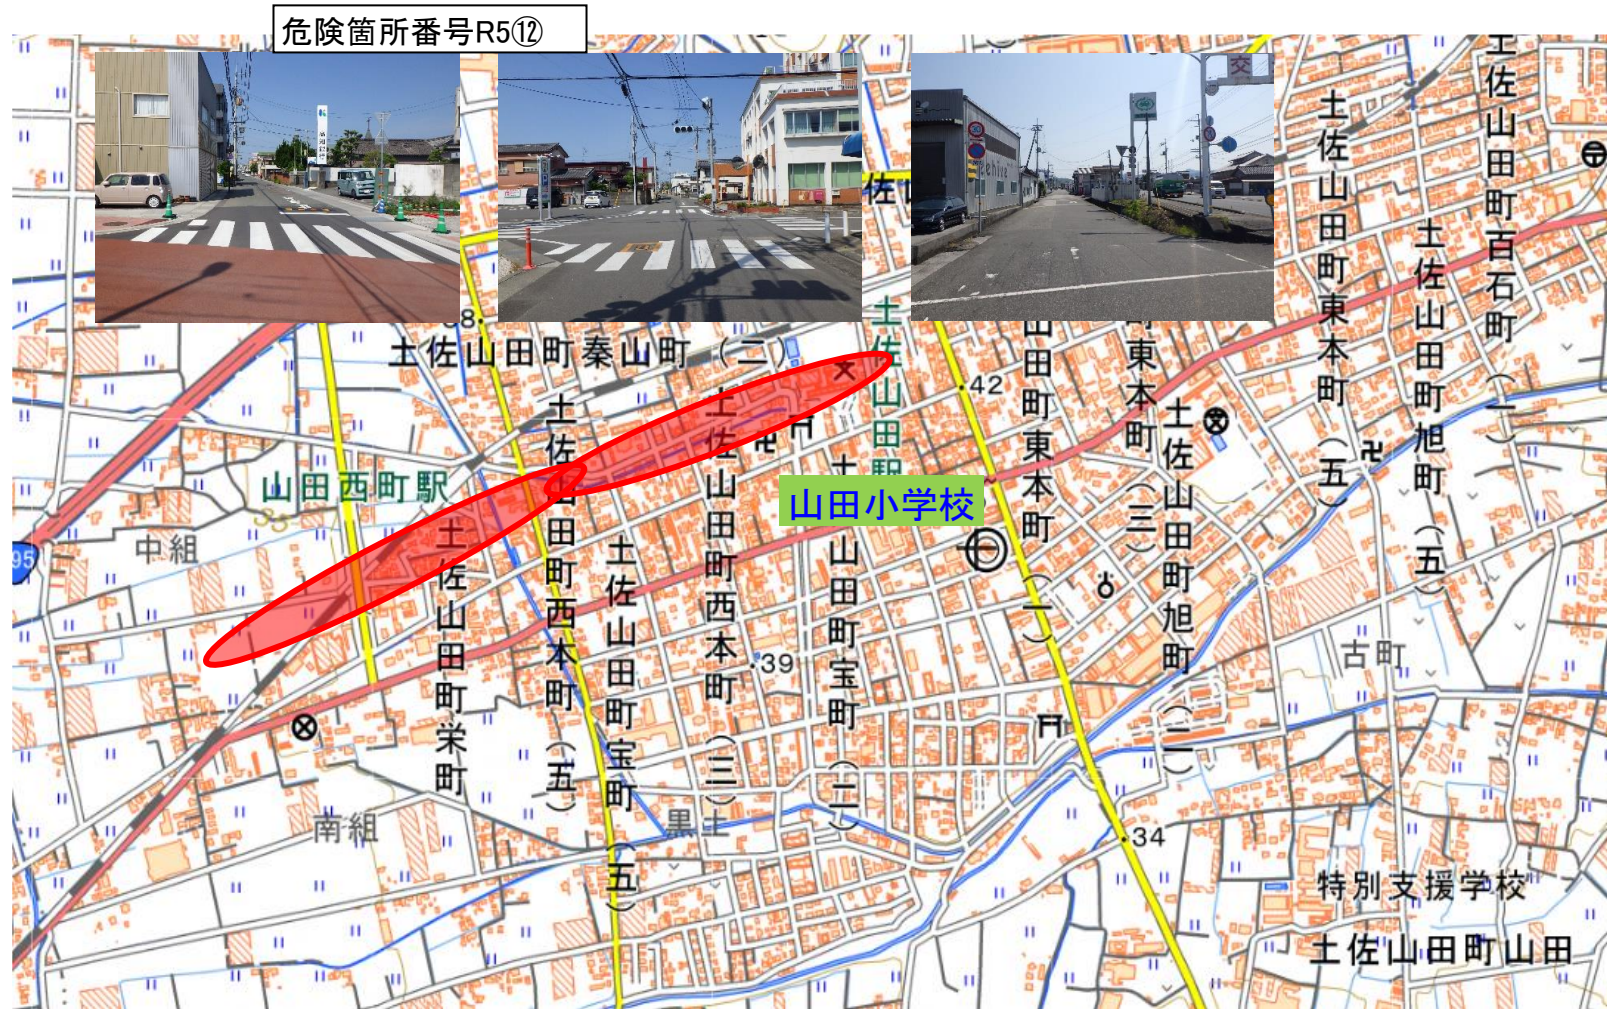 危険箇所番号R5⑫
交
eehive
土佐山田町百石町(一)
土佐山田町東本町(五)
土佐山田町旭町(五)
佐
38
土佐山田町秦山町(二)
土佐山田駅
42
山田町東本町(一)
町東本町(三)
土佐山田町旭町(二)
山田西町駅
35
中組
95
土佐山田町栄町
土佐山田町西本町(五)
土佐山田町宝町(五)
土佐山田町西本町(三)
土
山田町宝町(二)
山田小学校
39
古町
南組
黒土
34
特別支援学校
土佐山田町山田